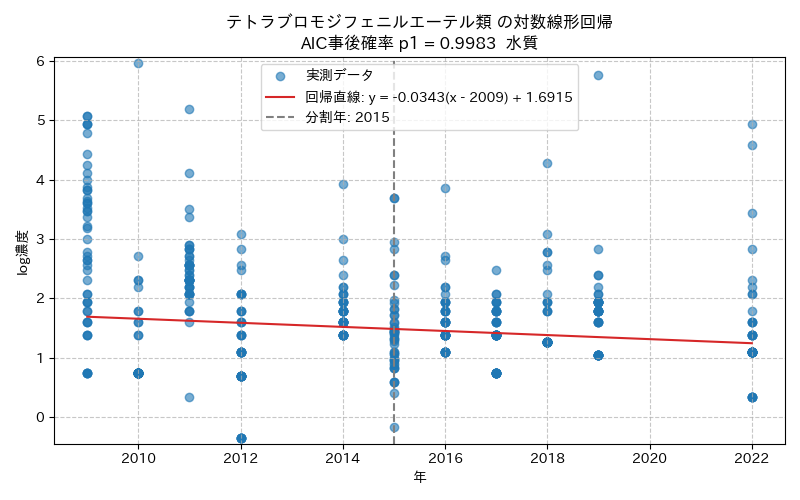 テトラブロモジフェニルエーテル類 の対数線形回帰
AIC事後確率 p1 = 0.9983 水質
実測データ
回帰直線: y = -0.0343(x - 2009) + 1.6915
分割年: 2015
log濃度
6
5
4
3
2
1
0
2010
2012
2014
2016
2018
2020
2022
年